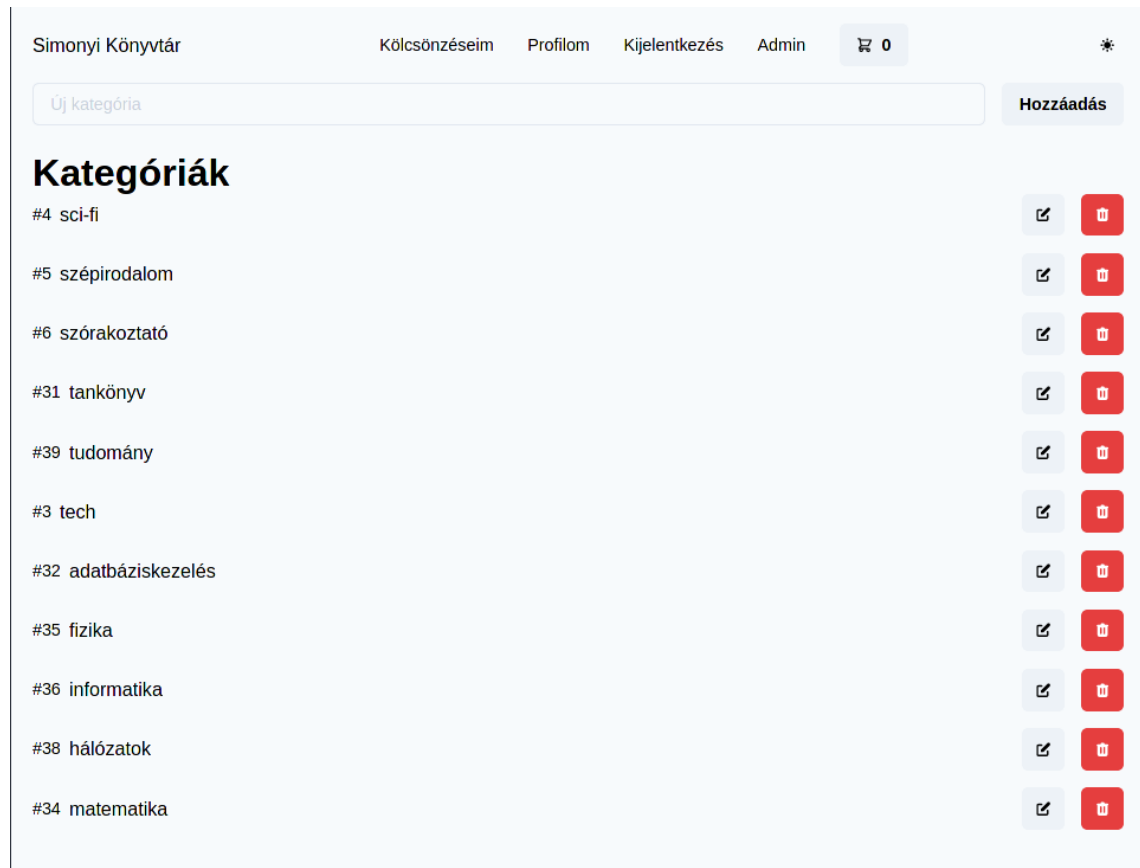 Simonyi Könyvtár Kölcsönzéseim Profilom Kijelentkezés Admin 0
Új kategória Hozzáadás
Kategóriák
#4 sci-fi
#5 szépirodalom
#6 szórakoztató
#31 tankönyv
#39 tudomány
#3 tech
#32 adatbáziskezelés
#35 fizika
#36 informatika
#38 hálózatok
#34 matematika